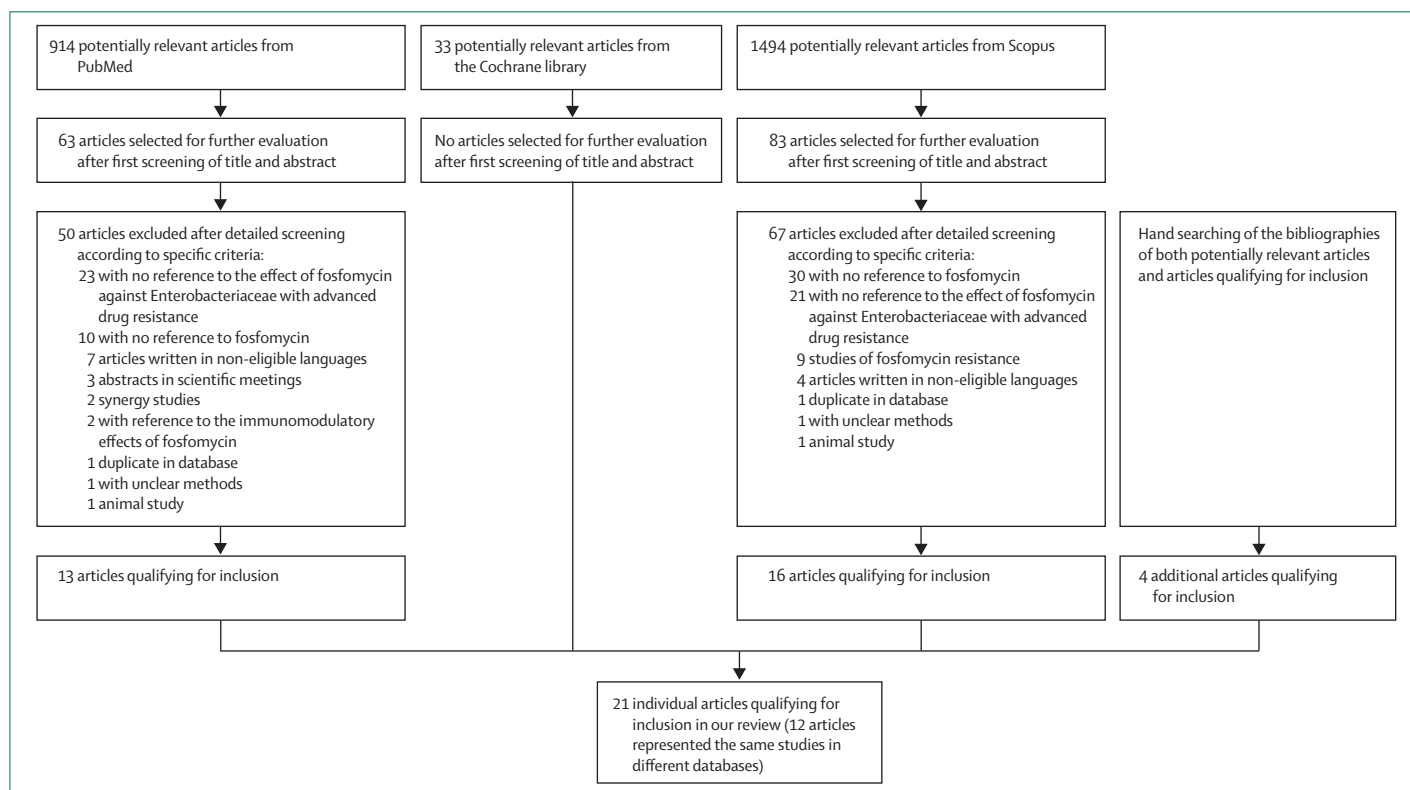 914 potentially relevant articles from
PubMed
33 potentially relevant articles from
the Cochrane library
1494 potentially relevant articles from Scopus
63 articles selected for further evaluation
after first screening of title and abstract
No articles selected for further evaluation
after first screening of title and abstract
83 articles selected for further evaluation
after first screening of title and abstract
50 articles excluded after detailed screening
according to specific criteria:
23 with no reference to the effect of fosfomycin
against Enterobacteriaceae with advanced
drug resistance
10 with no reference to fosfomycin
7 articles written in non-eligible languages
3 abstracts in scientific meetings
2 synergy studies
2 with reference to the immunomodulatory
effects of fosfomycin
1 duplicate in database
1 with unclear methods
1 animal study
67 articles excluded after detailed screening
according to specific criteria:
30 with no reference to fosfomycin
21 with no reference to the effect of fosfomycin
against Enterobacteriaceae with advanced
drug resistance
9 studies of fosfomycin resistance
4 articles written in non-eligible languages
1 duplicate in database
1 with unclear methods
1 animal study
Hand searching of the bibliographies
of both potentially relevant articles
and articles qualifying for inclusion
13 articles qualifying for inclusion
16 articles qualifying for inclusion
4 additional articles qualifying
for inclusion
21 individual articles qualifying for
inclusion in our review (12 articles
represented the same studies in
different databases)